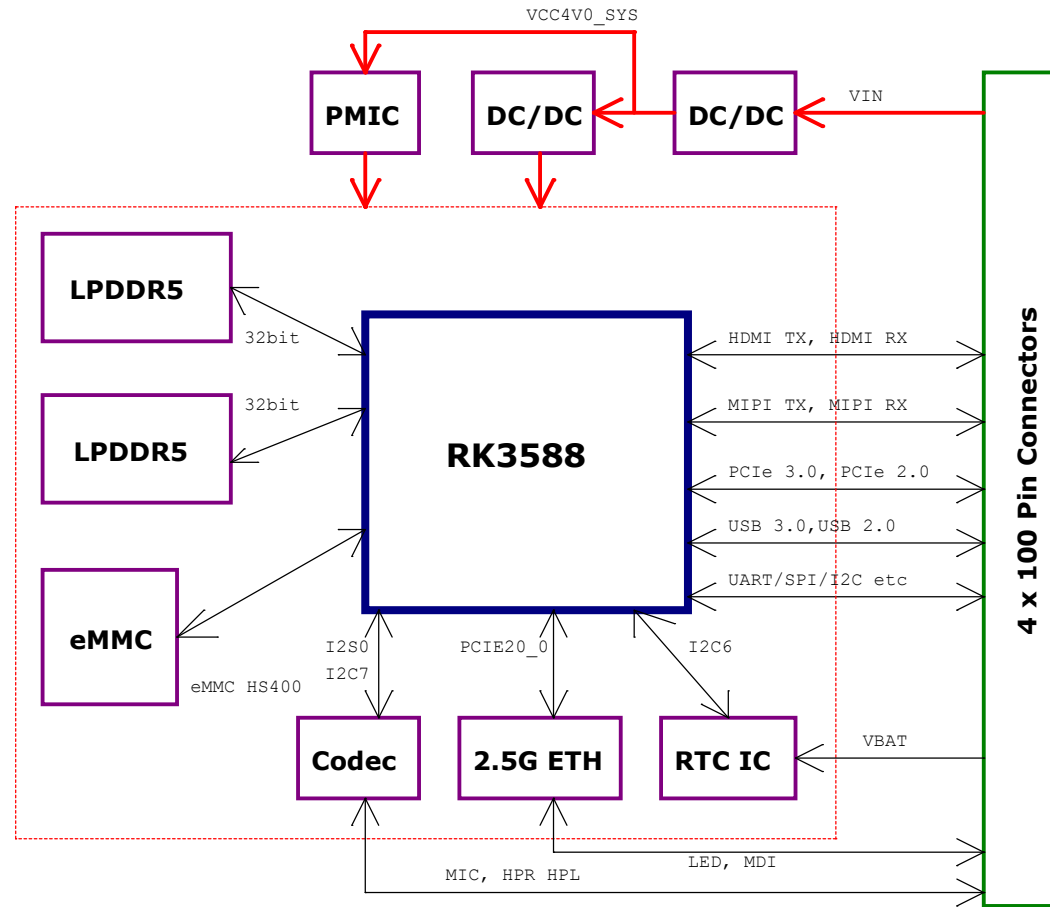 VCC4V0_SYS
PMIC
DC/DC
DC/DC
VIN
LPDDR5
32bit
32bit
LPDDR5
RK3588
HDMI TX, HDMI RX
MIPI TX, MIPI RX
PCIe 3.0, PCIe 2.0
USB 3.0,USB 2.0
UART/SPI/I2C etc
4 x 100 Pin Connectors
eMMC
eMMC HS400
I2S0
I2C7
PCIE20_0
I2C6
Codec
2.5G ETH
RTC IC
VBAT
LED, MDI
MIC, HPR HPL